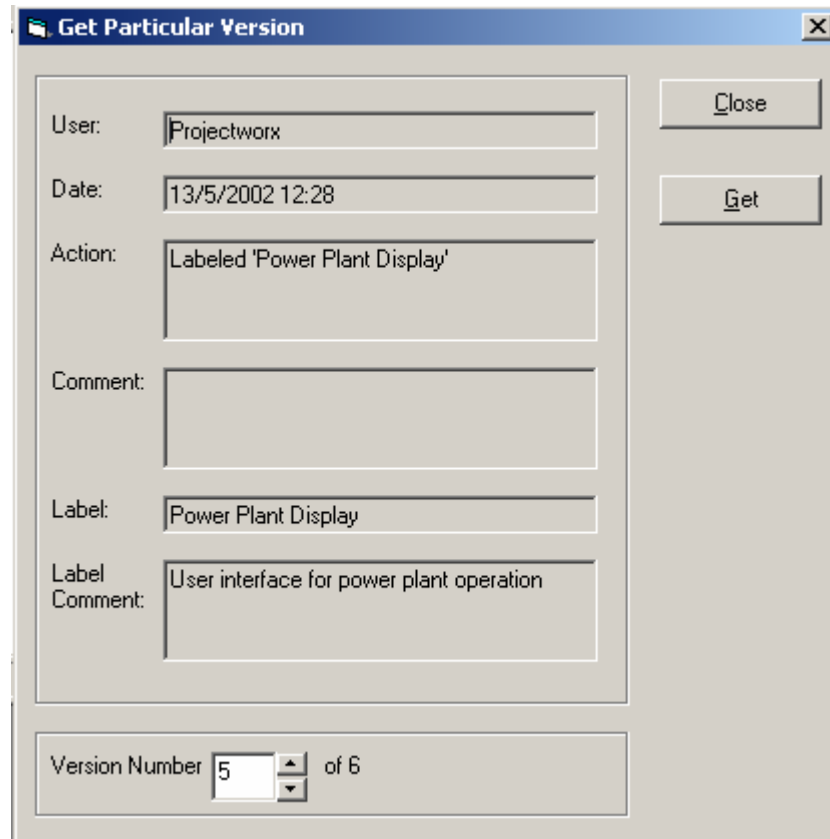 Get Particular Version
Close
User: Projectworx
Date: 13/5/2002 12:28
Get
Action: Labeled 'Power Plant Display'
Comment:
Label: Power Plant Display
Label
Comment: User interface for power plant operation
Version Number 5 of 6